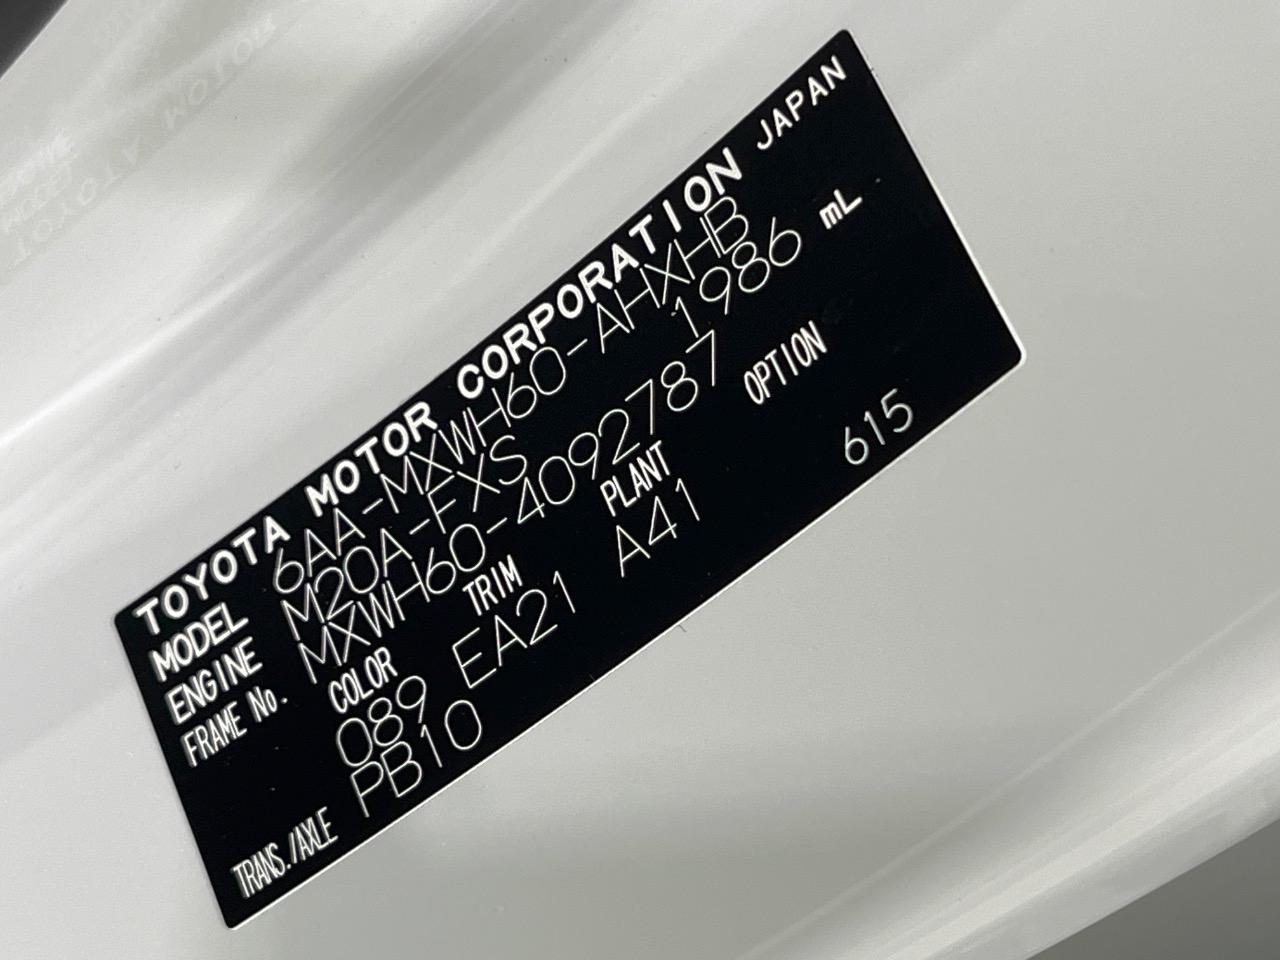 TOYOTA MOTOR CORPORATION JAPAN
MODEL 6AA-MXWH60-AHXHB
ENGINE M20A-FXS 1986 mL
FRAME No. MXWH60-4092787
COLOR TRIM PLANT OPTION
089 EA21 A41 615
TRANS./AXLE PB10